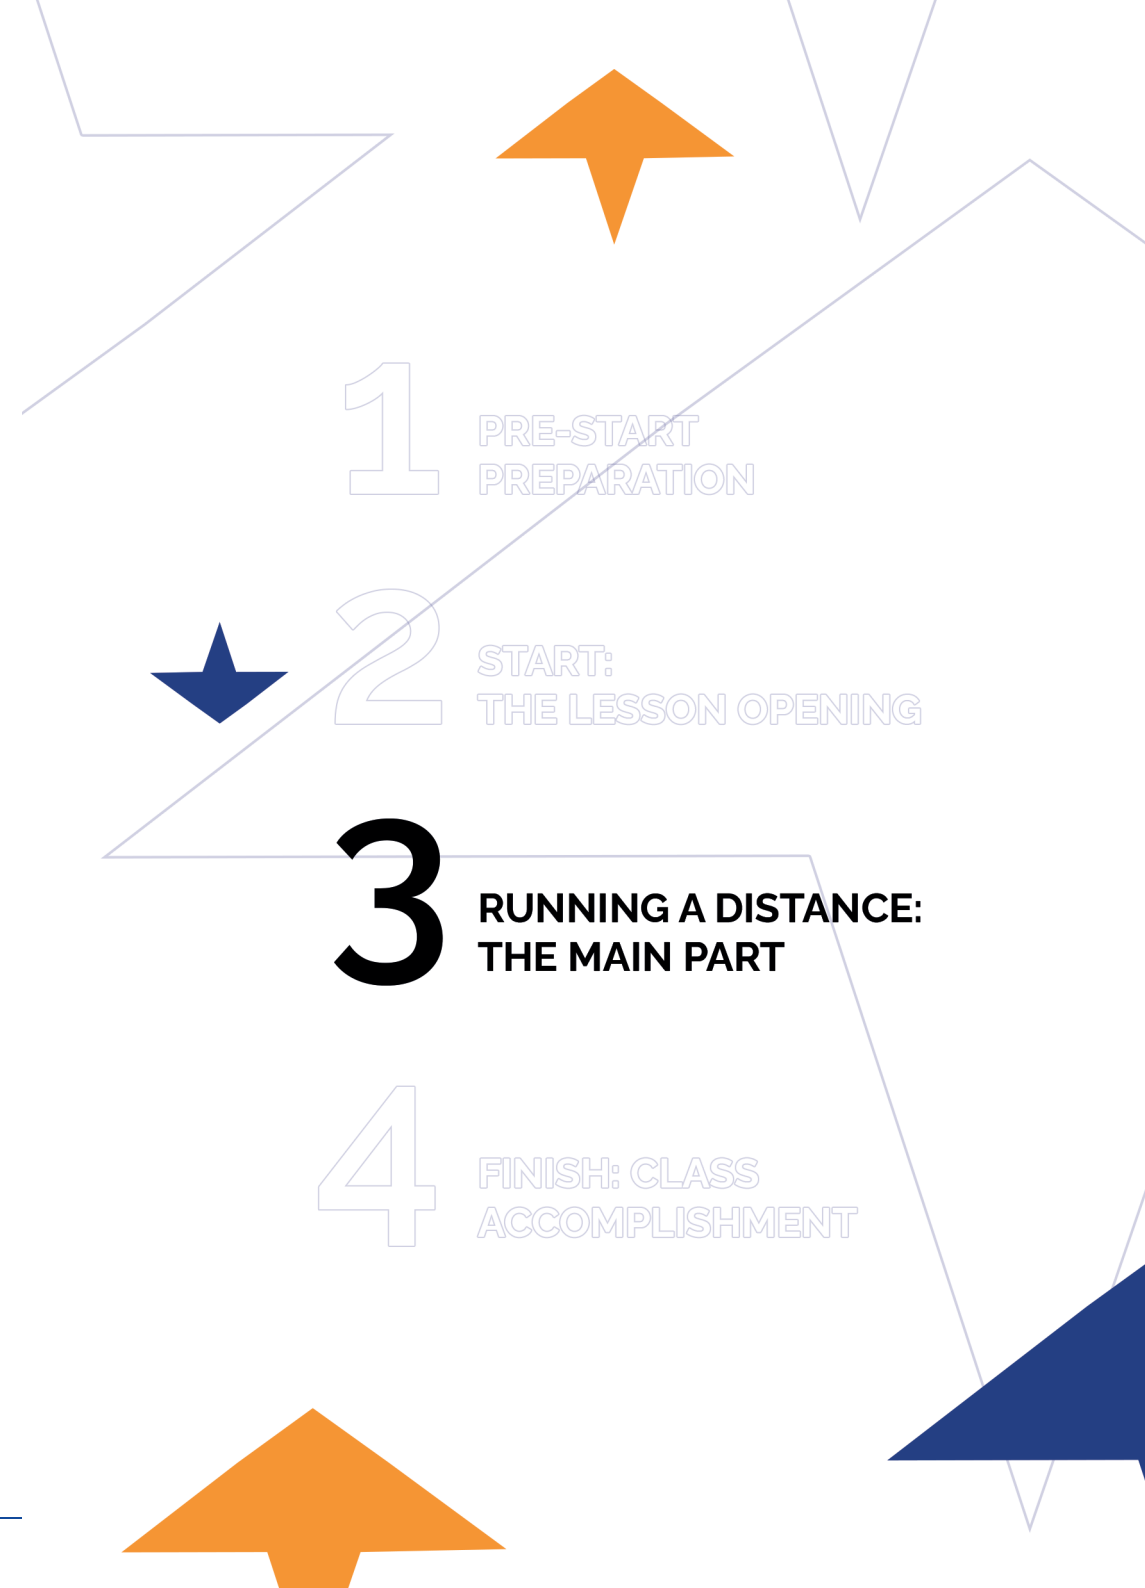 1
PRE-START
PREPARATION
2
START:
THE LESSON OPENING
3
RUNNING A DISTANCE:
THE MAIN PART
4
FINISH: CLASS
ACCOMPLISHMENT